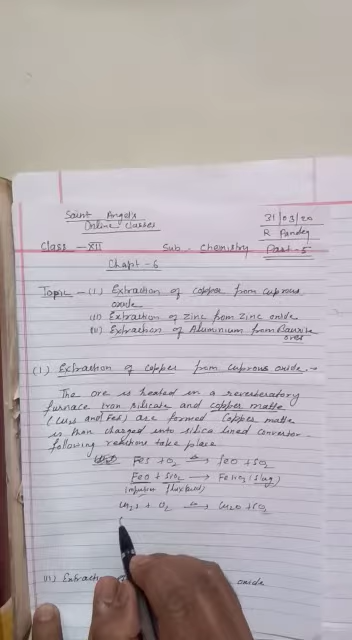 Saint Angels
Online Classes
31/03/20
R Pandey
Class - XII
Sub - Chemistry
Part - 5
Chapt - 6
Topic - (i) Extraction of copper from cuprous
oxide
(ii) Extraction of zinc from zinc oxide
Extraction of Aluminium from Bauxite
ores
(i) Extraction of copper from cuprous oxide. →
The ore is heated in a reverberatory
furnace iron silicate and copper matte
(Cu2S and FeS) are formed Copper matte
is then charged into silica lined convertor.
following reactions take place
FeS + O2 →△ FeO + SO2
FeO + SiO2 → FeSiO3 (slag)
Cu2S + O2 →△ Cu2O + SO2
oxide